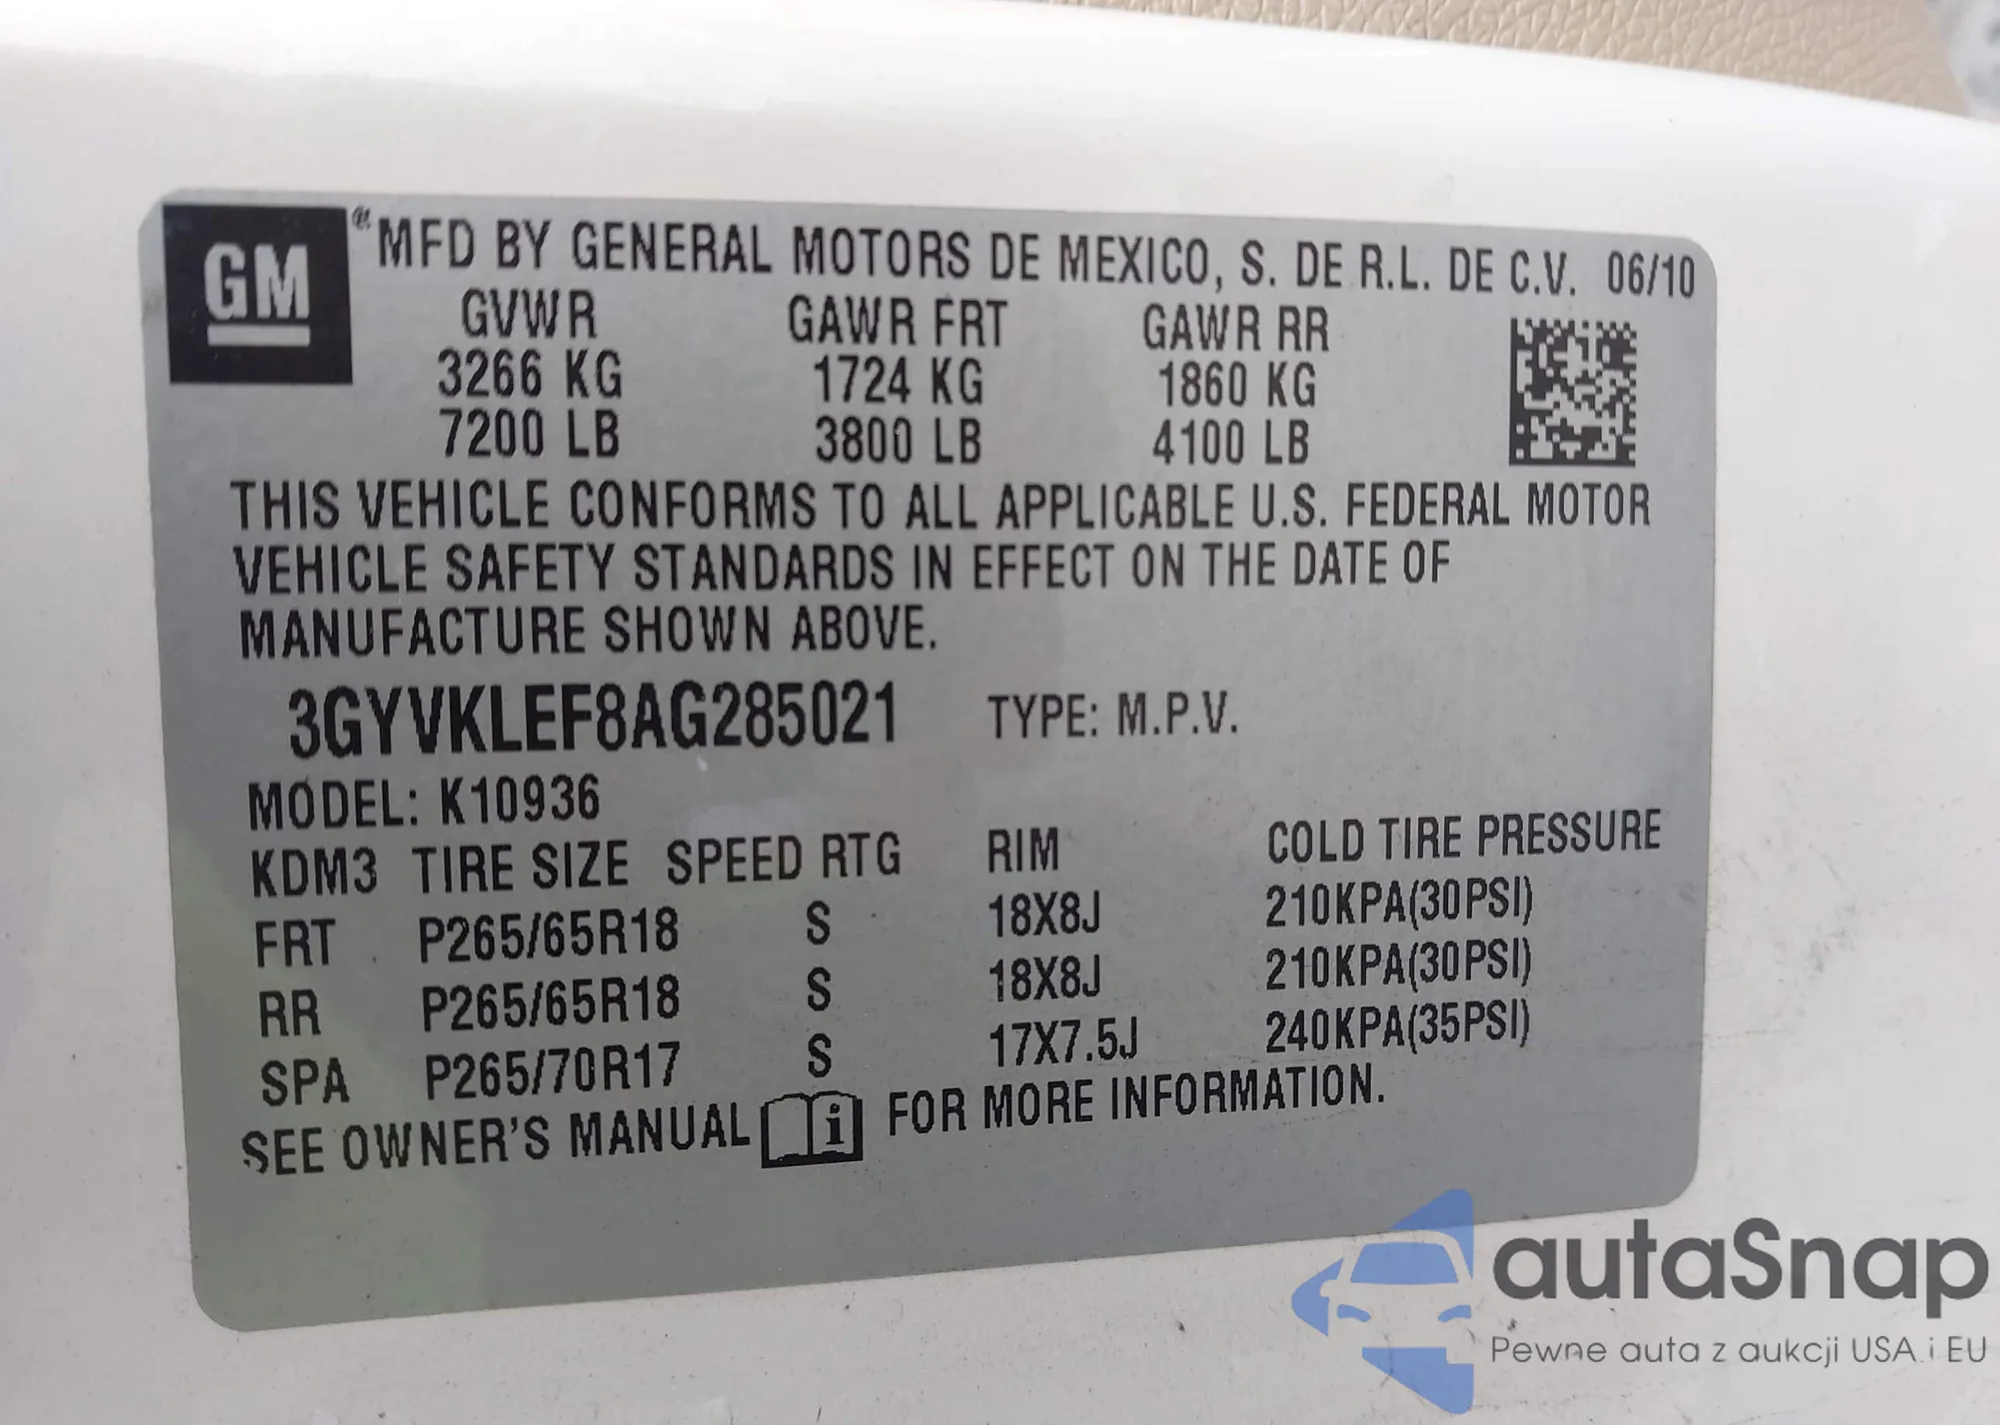 GM
MFD BY GENERAL MOTORS DE MEXICO, S. DE R.L. DE C.V. 06/10
GVWR GAWR FRT GAWR RR
3266 KG 1724 KG 1860 KG
7200 LB 3800 LB 4100 LB
THIS VEHICLE CONFORMS TO ALL APPLICABLE U.S. FEDERAL MOTOR
VEHICLE SAFETY STANDARDS IN EFFECT ON THE DATE OF
MANUFACTURE SHOWN ABOVE.
3GYVKLEF8AG285021 TYPE: M.P.V.
MODEL: K10936
KDM3 TIRE SIZE SPEED RTG RIM COLD TIRE PRESSURE
FRT P265/65R18 S 18X8J 210KPA(30PSI)
RR P265/65R18 S 18X8J 210KPA(30PSI)
SPA P265/70R17 S 17X7.5J 240KPA(35PSI)
SEE OWNER'S MANUAL i FOR MORE INFORMATION.
autaSnap
Pewne auta z aukcji USA i EU